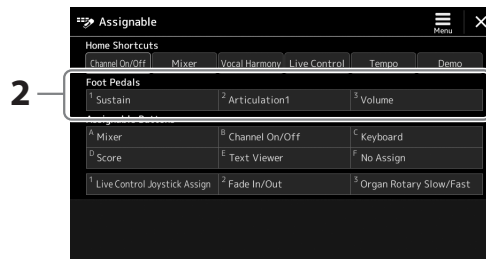 Assignable
Menu
Home Shortcuts
Channel On/Off Mixer Vocal Harmony Live Control Tempo Demo
Foot Pedals
2
1 Sustain 2 Articulation1 3 Volume
Assignable Buttons
A Mixer B Channel On/Off C Keyboard
D Score E Text Viewer F No Assign
1 Live Control Joystick Assign 2 Fade In/Out 3 Organ Rotary Slow/Fast